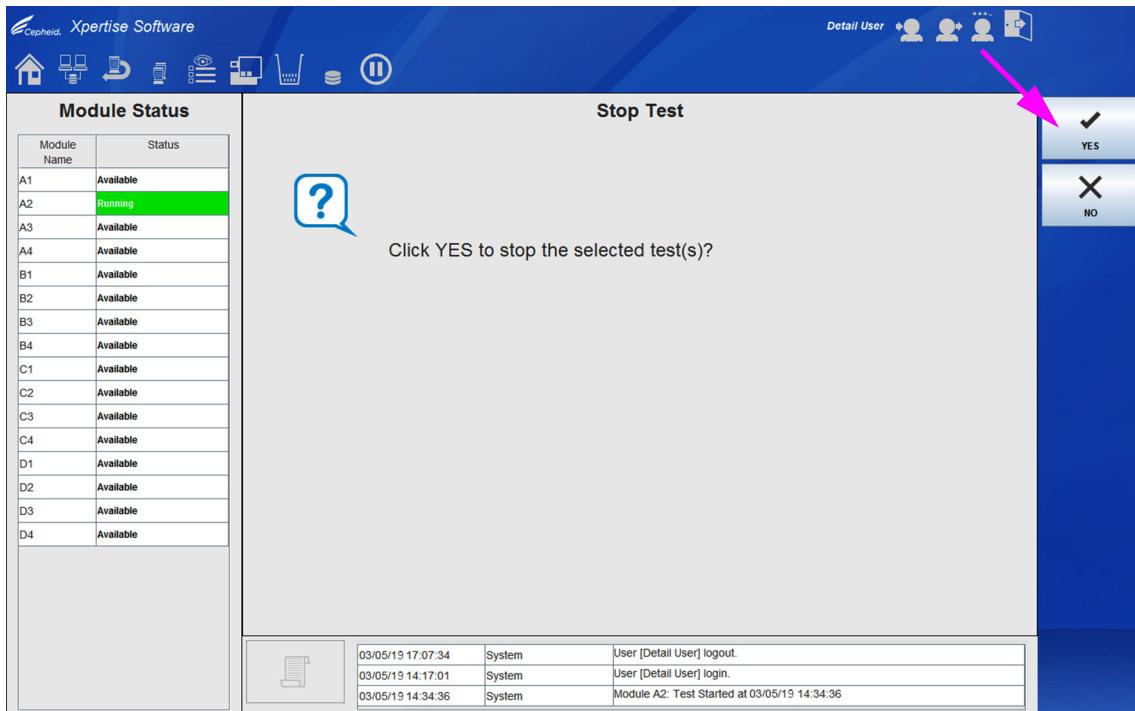 Cepheid. Xpertise Software
Detail User
Module Status
Module Name Status
A1 Available
A2 Running
A3 Available
A4 Available
B1 Available
B2 Available
B3 Available
B4 Available
C1 Available
C2 Available
C3 Available
C4 Available
D1 Available
D2 Available
D3 Available
D4 Available
Stop Test
?
Click YES to stop the selected test(s)?
YES
NO
03/05/19 17:07:34 System User [Detail User] logout.
03/05/19 14:17:01 System User [Detail User] login.
03/05/19 14:34:36 System Module A2: Test Started at 03/05/19 14:34:36